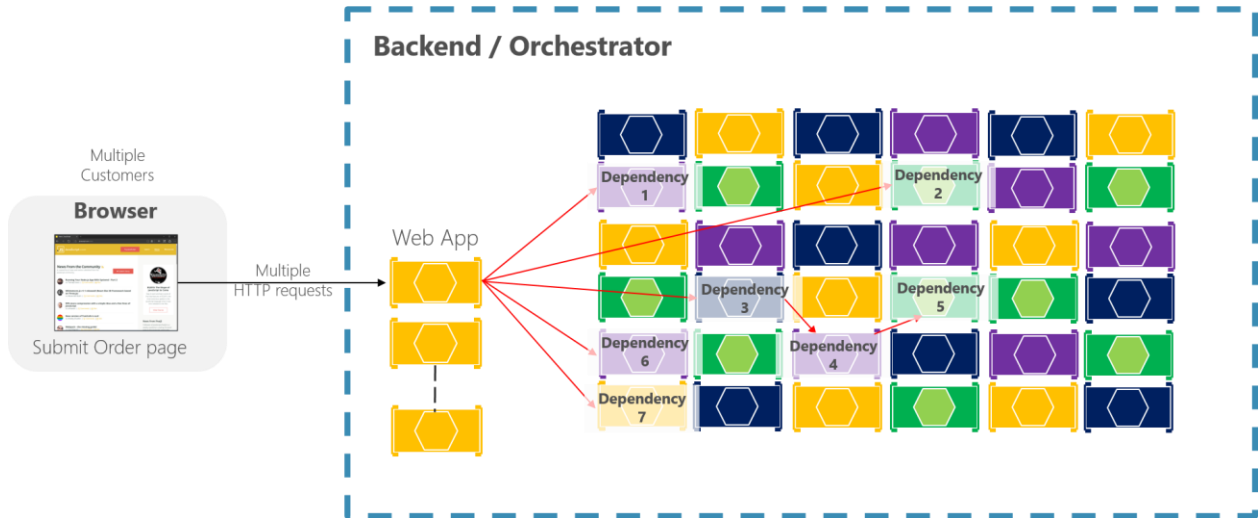 Backend / Orchestrator
Multiple
Customers
Browser
Submit Order page
Multiple
HTTP requests
Web App
Dependency
1
Dependency
2
Dependency
3
Dependency
5
Dependency
6
Dependency
4
Dependency
7